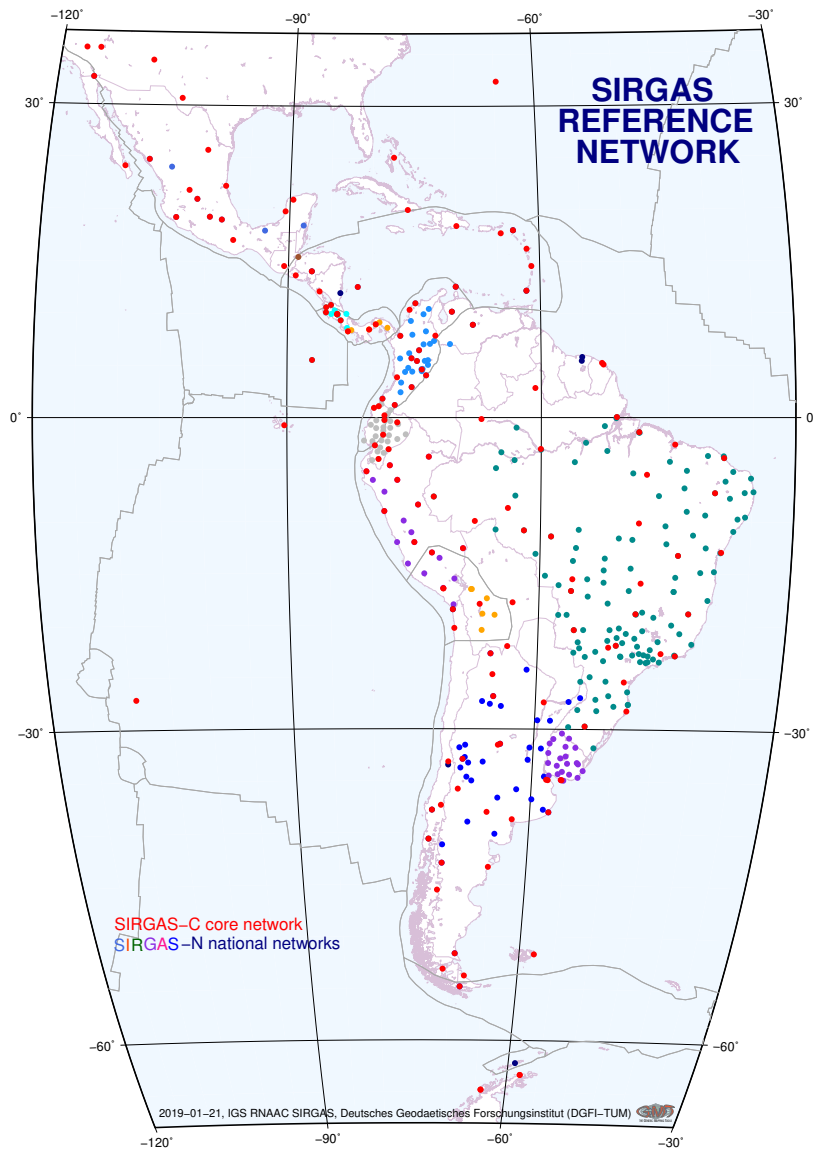 −120˚ −90˚ −60˚ −30˚
SIRGAS
REFERENCE
NETWORK
30˚ 30˚
0˚ 0
−30˚ −30˚
SIRGAS−C core network
SIRGAS−N national networks
−60˚ −60˚
2019−01−21, IGS RNAAC SIRGAS, Deutsches Geodaetisches Forschungsinstitut (DGFI−TUM)
−120˚ −90˚ −60˚ −30˚